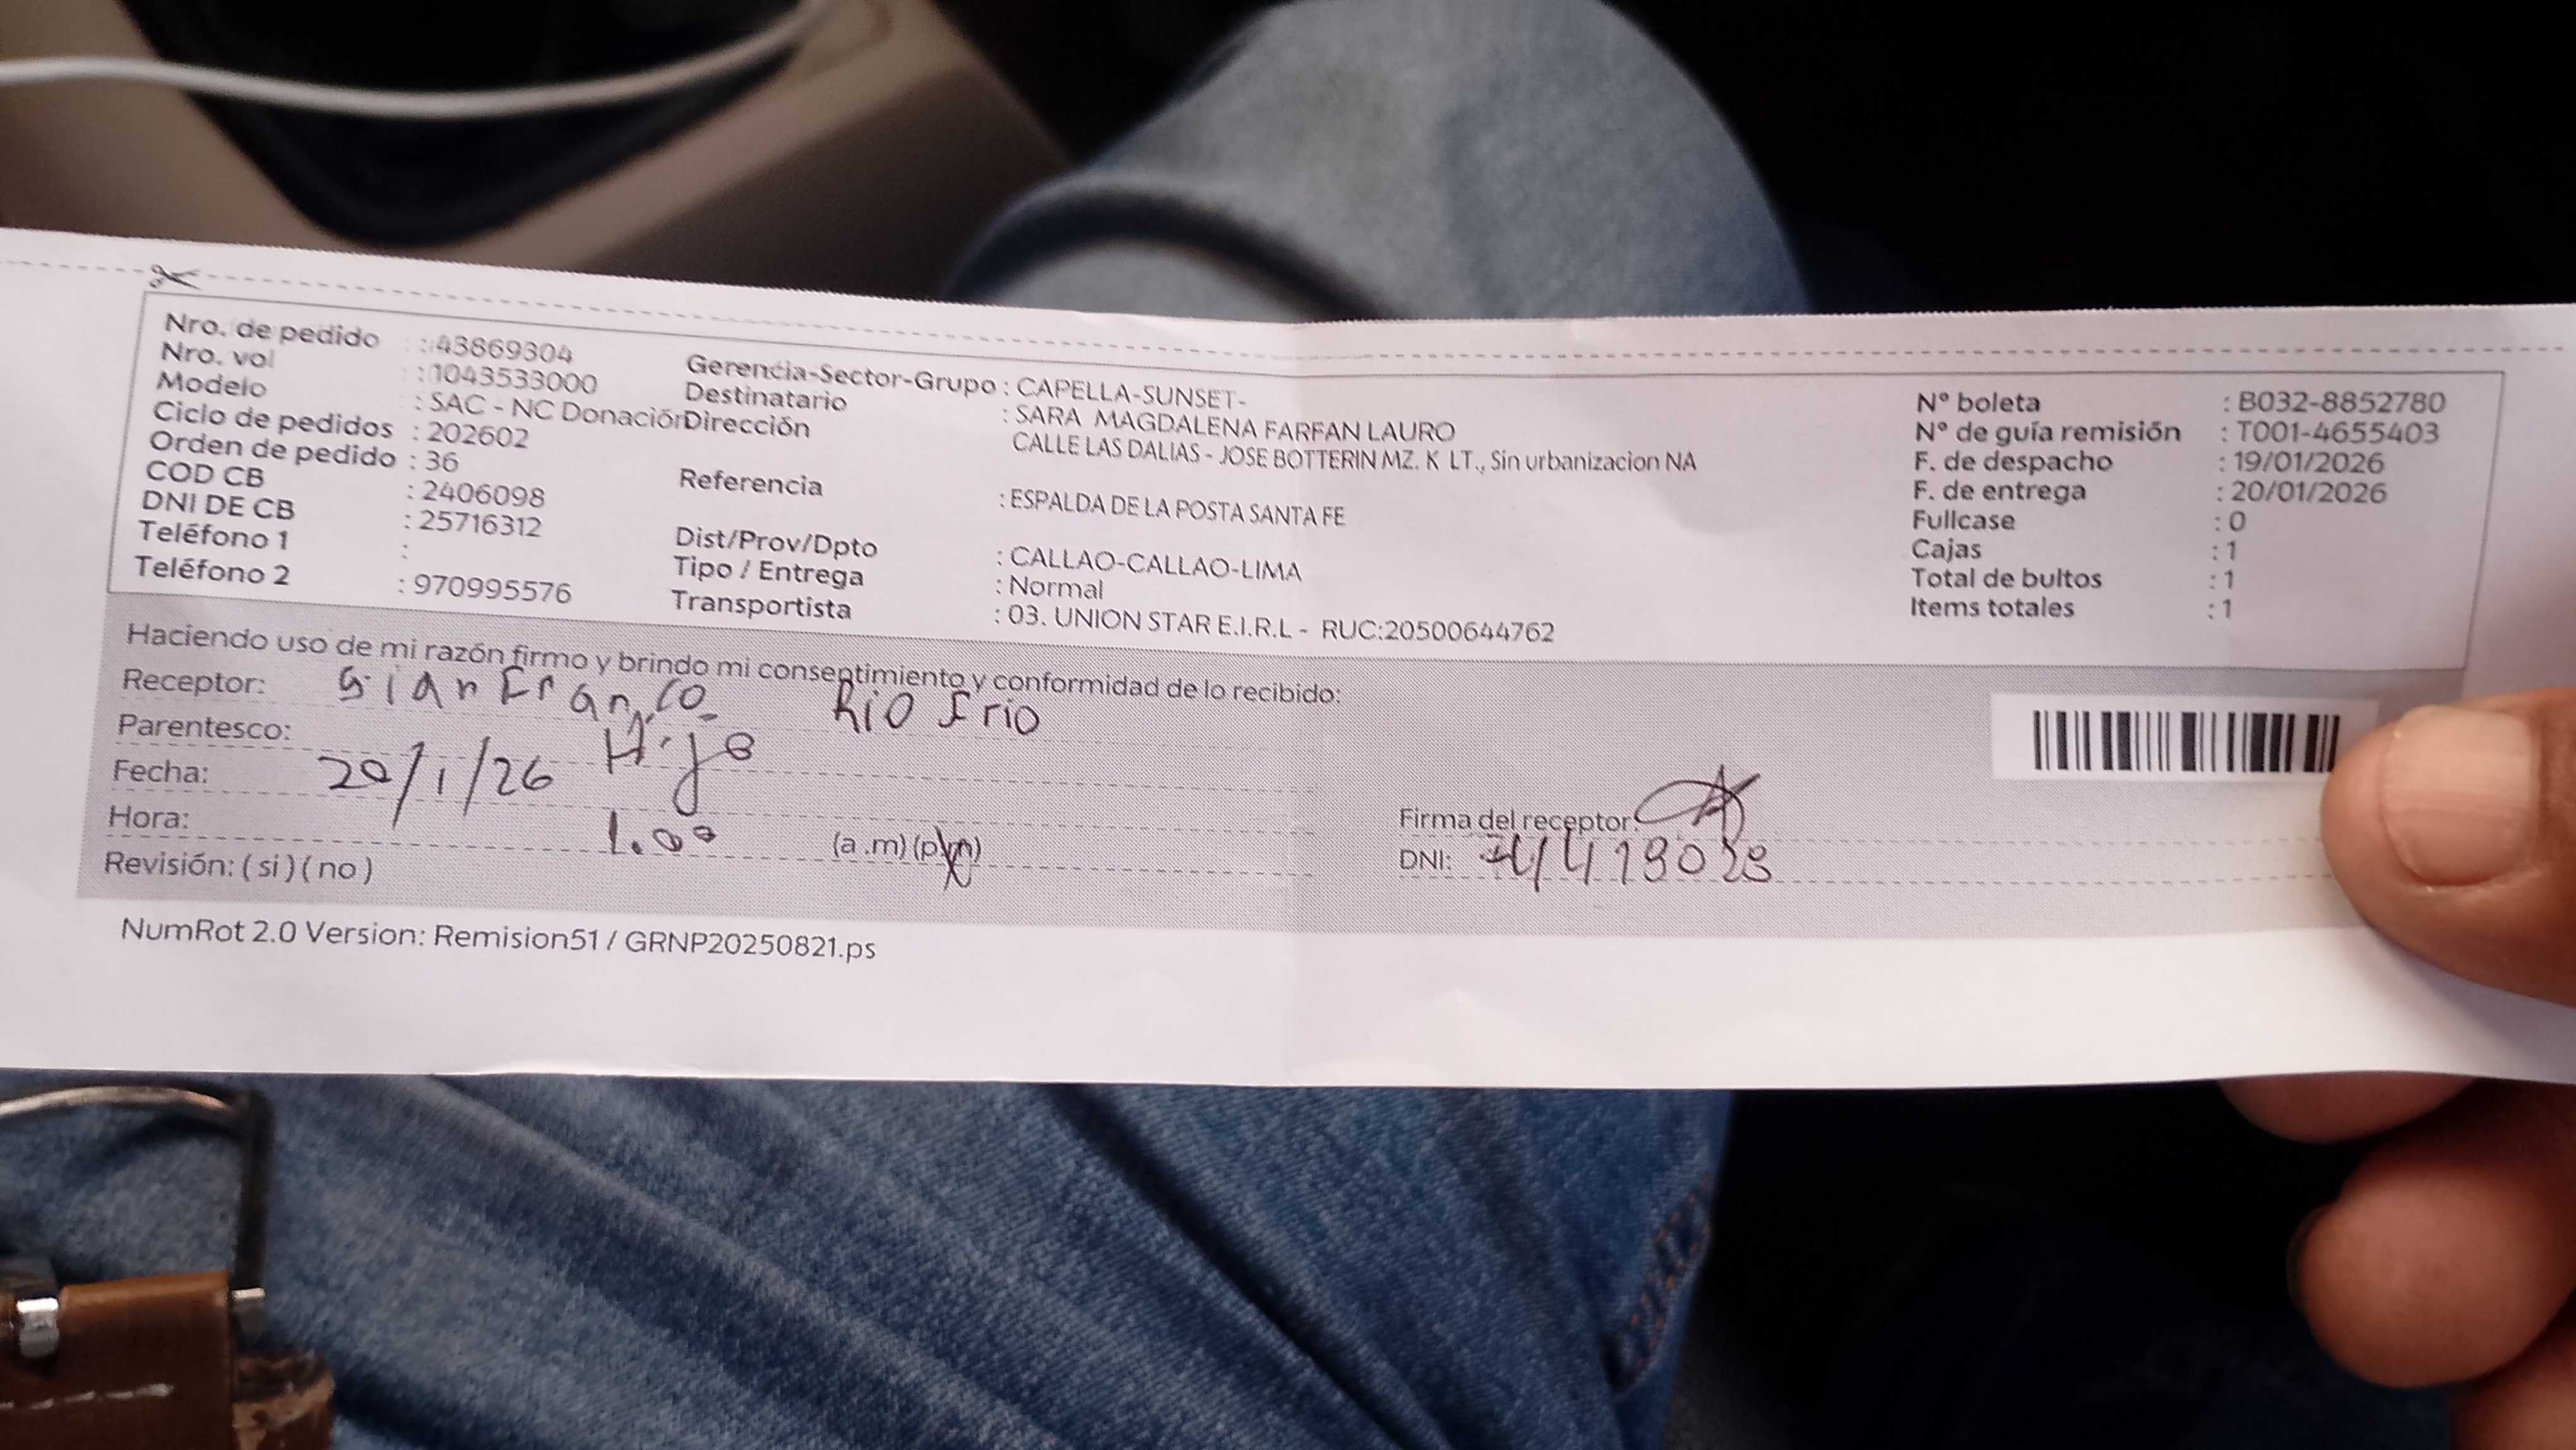 Nro. de pedido : 43869304
Nro. vol : 1043533000
Modelo : SAC - NC Donación
Ciclo de pedidos : 202602
Orden de pedido : 36
COD CB : 2406098
DNI DE CB : 25716312
Teléfono 1 :
Teléfono 2 : 970995576
Gerencia-Sector-Grupo : CAPELLA-SUNSET-
Destinatario : SARA MAGDALENA FARFAN LAURO
Dirección CALLE LAS DALIAS - JOSE BOTTERIN MZ. K LT., Sin urbanizacion NA
Referencia : ESPALDA DE LA POSTA SANTA FE
Dist/Prov/Dpto : CALLAO-CALLAO-LIMA
Tipo / Entrega : Normal
Transportista : 03. UNION STAR E.I.R.L - RUC:20500644762
N° boleta : B032-8852780
N° de guía remisión : T001-4655403
F. de despacho : 19/01/2026
F. de entrega : 20/01/2026
Fullcase : 0
Cajas : 1
Total de bultos : 1
Items totales : 1
Haciendo uso de mi razón firmo y brindo mi consentimiento y conformidad de lo recibido:
Receptor: Gianfranco Rio frio
Parentesco: Hijo
Fecha: 20/1/26
Hora: 1.00 (a.m) (p.m)
Revisión: ( si ) ( no )
Firma del receptor:
DNI:
NumRot 2.0 Version: Remision51 / GRNP20250821.ps